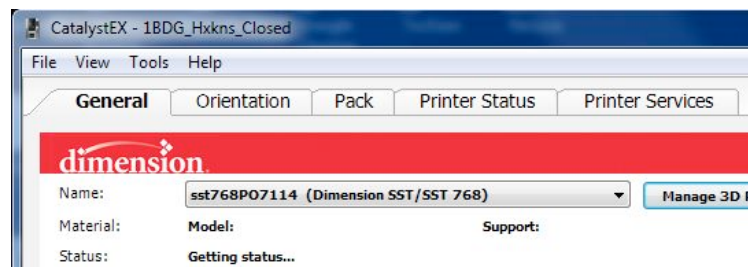 CatalystEX - 1BDG_Hxkns_Closed
File View Tools Help
General Orientation Pack Printer Status Printer Services
dimension
Name: sst768P07114 (Dimension SST/SST 768) Manage 3D
Material: Model: Support:
Status: Getting status...